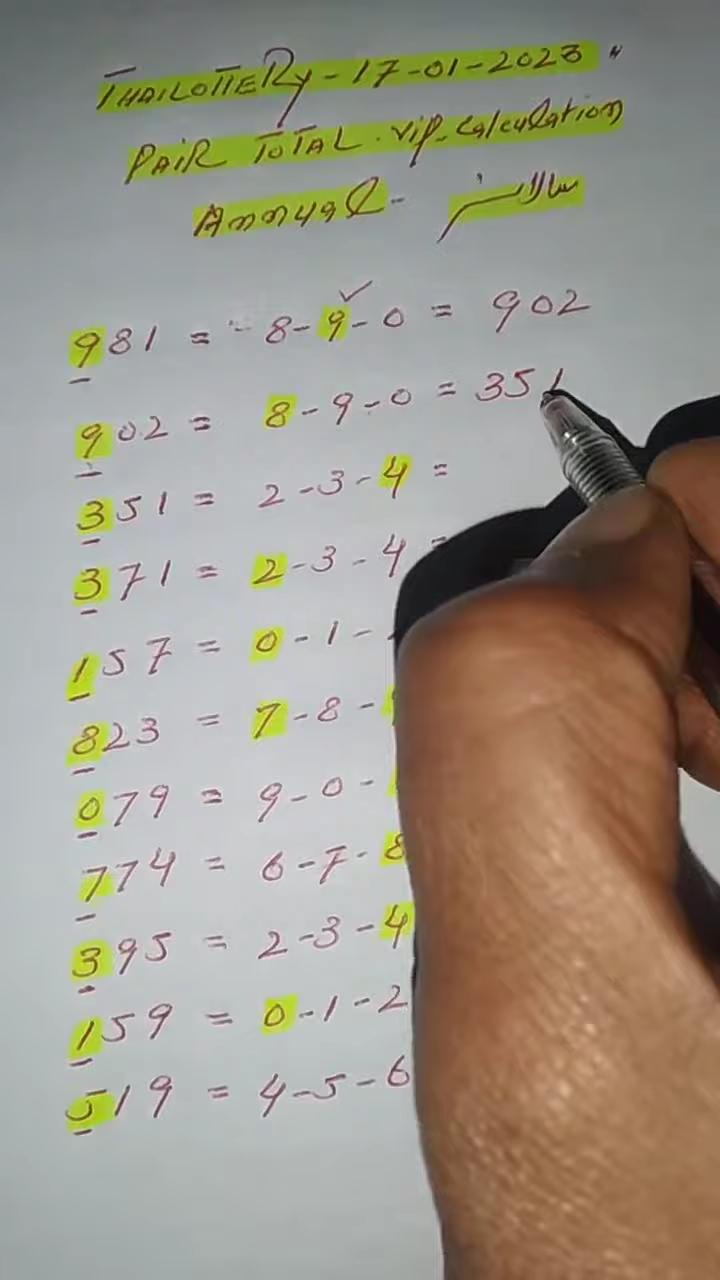 THAILOTTERY-17-01-2023"
PAIR TOTAL. Vip-Calculation
Annual- سالانہ
981 = 8-9-0 = 902
902 = 8-9-0 = 351
351 = 2-3-4 =
371 = 2-3-4 =
157 = 0-1-
823 = 7-8-
079 = 9-0-
774 = 6-7-8
395 = 2-3-4
159 = 0-1-2
519 = 4-5-6